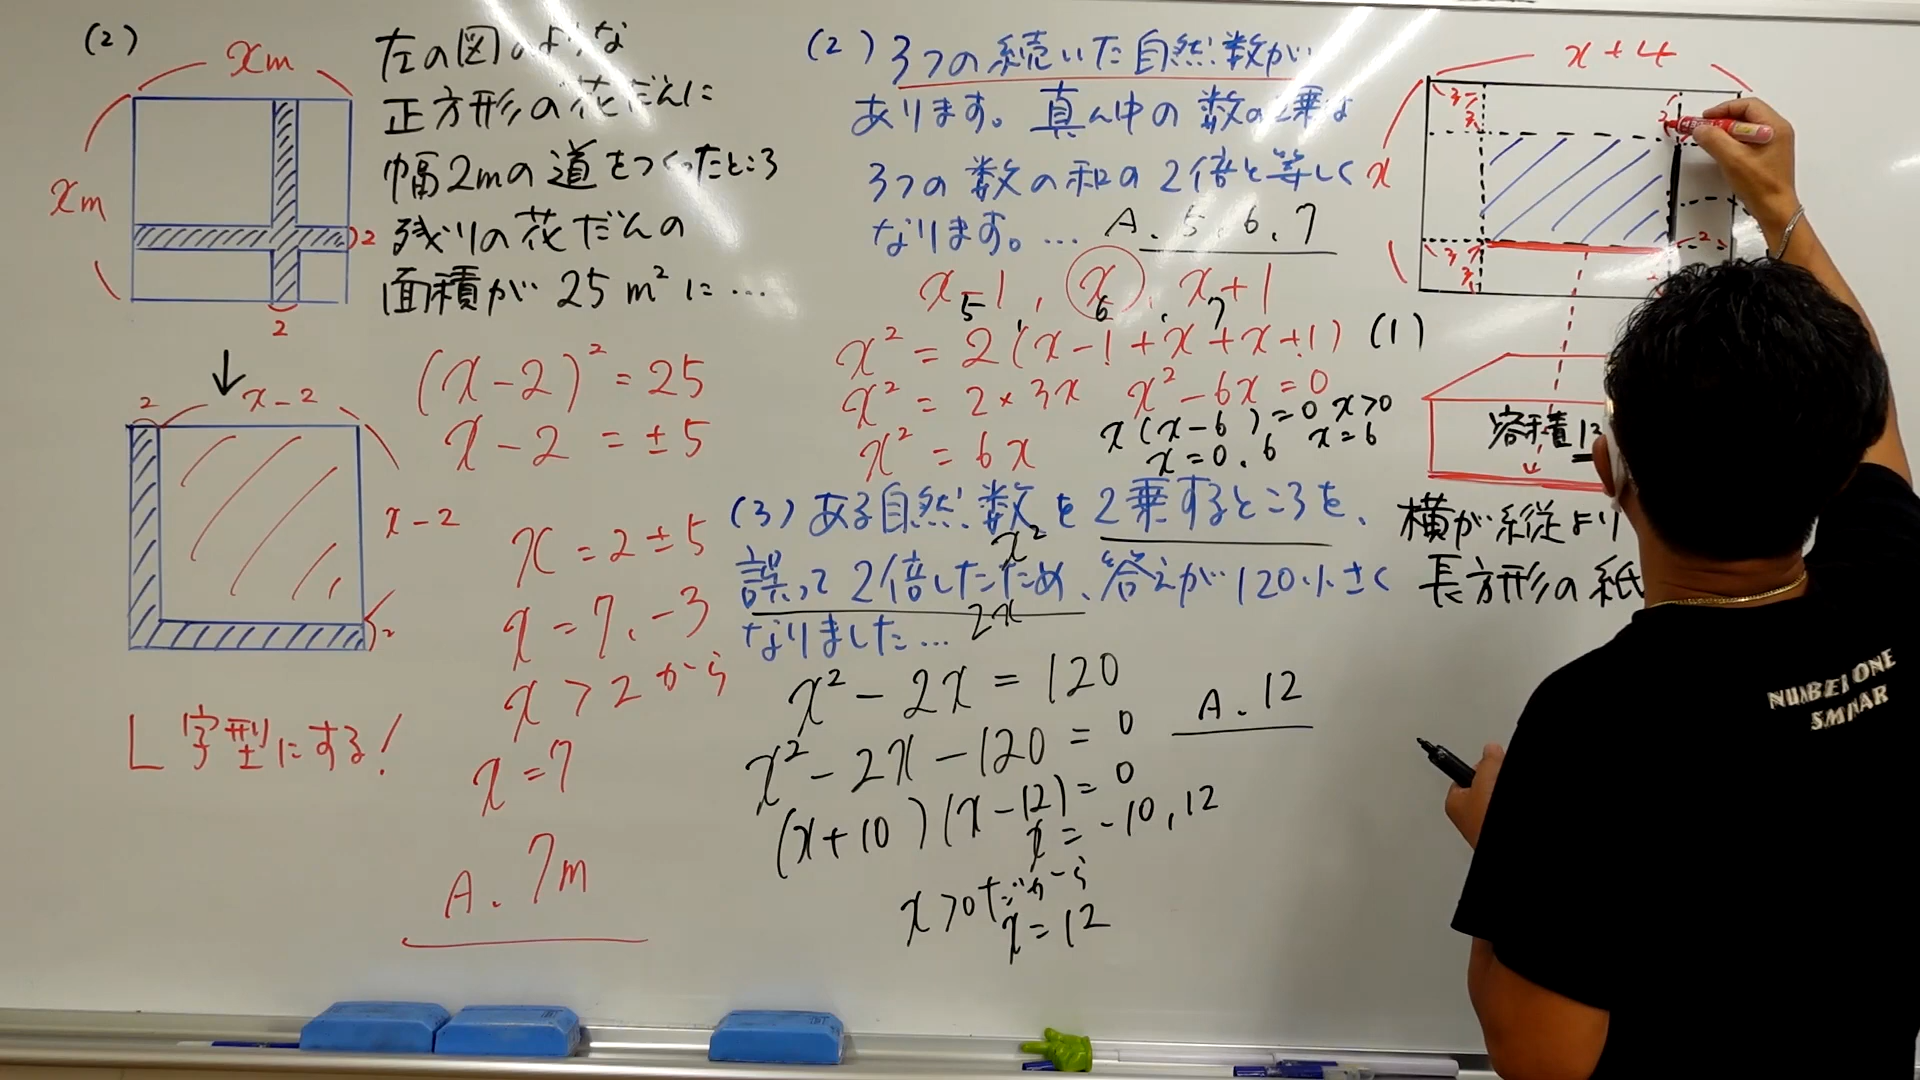 (2)
xm
xm
2
2
左の図のような
正方形の花だんに
幅2mの道をつくったところ
残りの花だんの
面積が 25 m² に…
2
x-2
x-2
2
L字型にする!
(x-2)² = 25
x-2 = ±5
x = 2±5
x = 7, -3
x > 2 から
x = 7
A. 7m
(2) 3つの続いた自然数が
あります。真ん中の数の2乗は
3つの数の和の2倍と等しく
なります。…
A. 5, 6, 7
x-1, x, x+1
5 6 7
x² = 2(x-1+x+x+1)
x² = 2×3x
x² = 6x
x²-6x=0
x(x-6)=0 x>0
x=0, 6 x=6
(3) ある自然数を2乗するところを、
x²
誤って2倍したため、答えが120小さく
2x
なりました…
x² - 2x = 120
x² - 2x - 120 = 0
(x+10)(x-12) = 0
x = -10, 12
x>0だから
x = 12
A. 12
x+4
x
3
3
3
3
3
2
(1)
容積
横が縦より
長方形の紙
NUMBER ONE
SMINAR